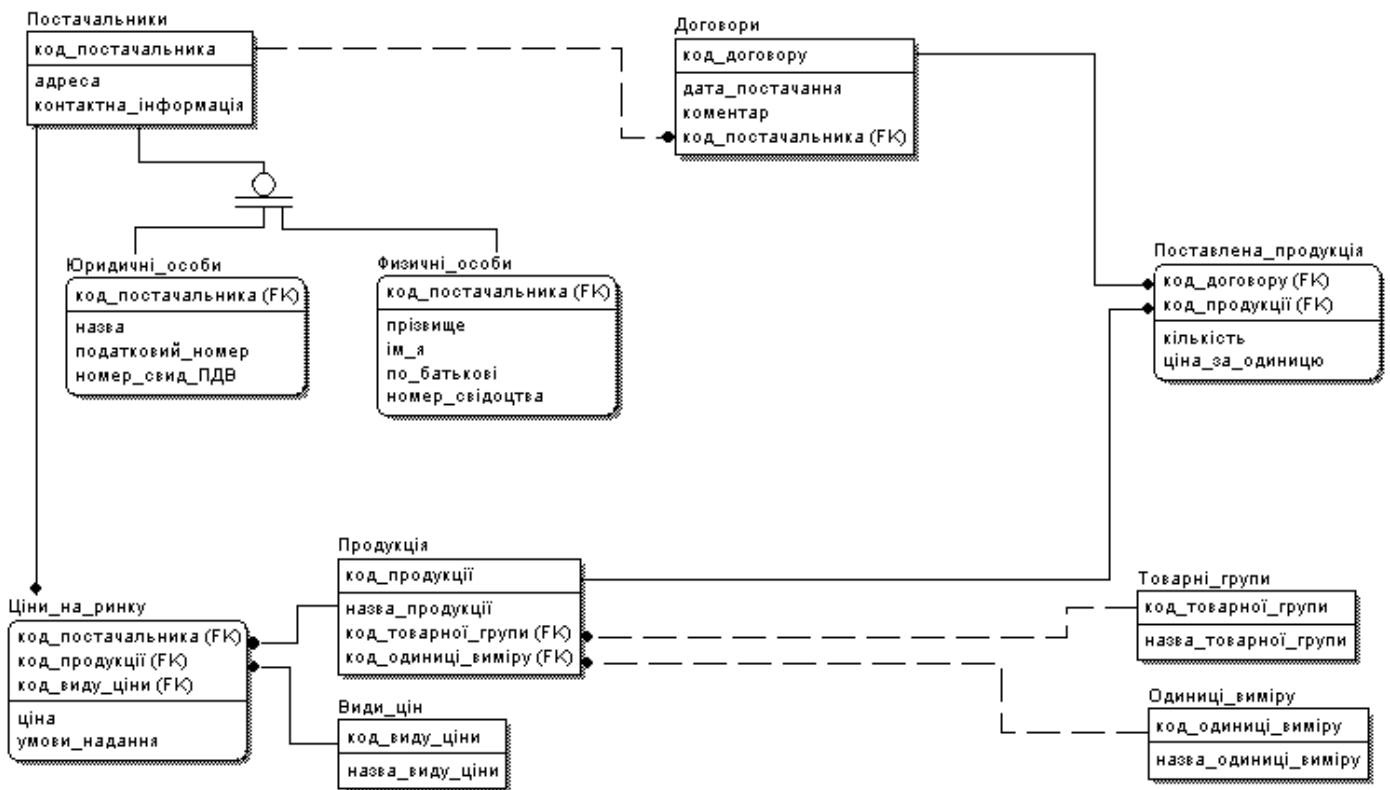 Постачальники
код_постачальника
адреса
контактна_інформація
Договори
код_договору
дата_постачання
коментар
код_постачальника (FK)
Юридичні_особи
код_постачальника (FK)
назва
податковий_номер
номер_свид_ПДВ
Физичні_особи
код_постачальника (FK)
прізвище
ім_я
по_батькові
номер_свідоцтва
Поставлена_продукція
код_договору (FK)
код_продукції (FK)
кількість
ціна_за_одиницю
Ціни_на_ринку
код_постачальника (FK)
код_продукції (FK)
код_виду_ціни (FK)
ціна
умови_надання
Продукція
код_продукції
назва_продукції
код_товарної_групи (FK)
код_одиниці_виміру (FK)
Види_цін
код_виду_ціни
назва_виду_ціни
Товарні_групи
код_товарної_групи
назва_товарної_групи
Одиниці_виміру
код_одиниці_виміру
назва_одиниці_виміру